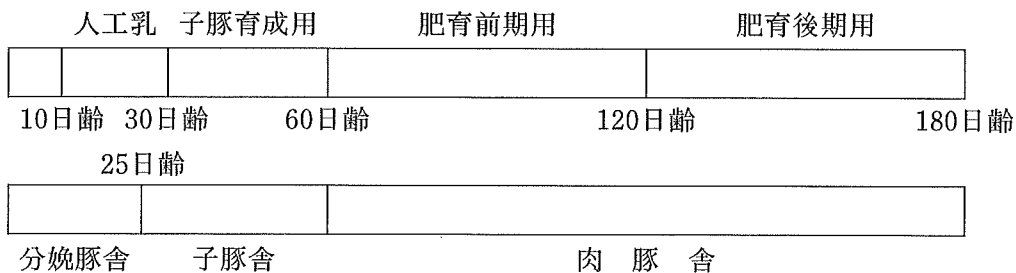 人工乳 子豚育成用 肥育前期用 肥育後期用
10日齢 30日齢 60日齢 120日齢 180日齢
25日齢
分娩豚舎 子豚舎 肉豚舎